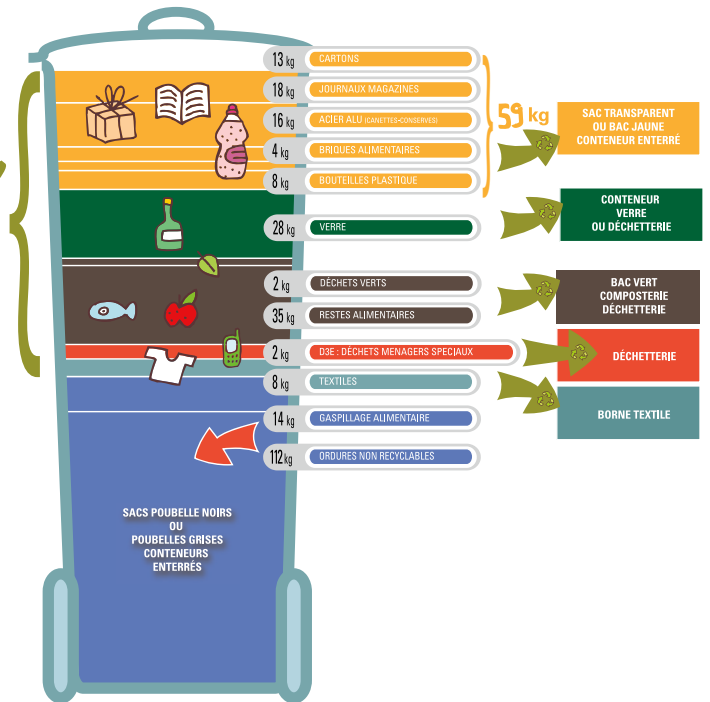 13 kg CARTONS
18 kg JOURNAUX MAGAZINES
16 kg ACIER ALU (CANETTES-CONSERVES)
4 kg BRIQUES ALIMENTAIRES
8 kg BOUTEILLES PLASTIQUE
59 kg
SAC TRANSPARENT
OU BAC JAUNE
CONTENEUR ENTERRÉ
28 kg VERRE
CONTENEUR
VERRE
OU DÉCHETTERIE
2 kg DÉCHETS VERTS
35 kg RESTES ALIMENTAIRES
BAC VERT
COMPOSTERIE
DÉCHETTERIE
2 kg D3E : DÉCHETS MENAGERS SPECIAUX
DÉCHETTERIE
8 kg TEXTILES
BORNE TEXTILE
14 kg GASPILLAGE ALIMENTAIRE
112 kg ORDURES NON RECYCLABLES
SACS POUBELLE NOIRS
OU
POUBELLES GRISES
CONTENEURS
ENTERRÉS